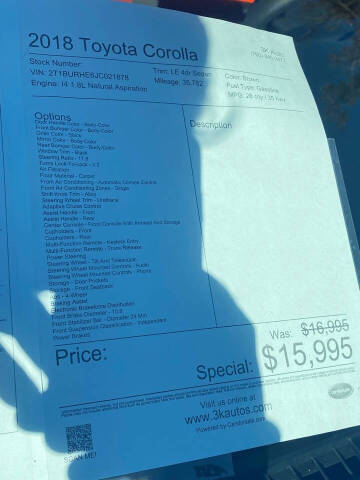 2018 Toyota Corolla
3K Auto
Stock Number:
VIN: 2T1BURHE6JC021878
Trim: LE 4dr Sedan
Color: Brown
Engine: I4 1.8L Natural Aspiration
Mileage: 35,782
Fuel Type: Gasoline
MPG: 28 city / 35 hwy
Options
Description
Door Handle Color - Body-Color
Front Bumper Color - Body-Color
Grille Color - Black
Mirror Color - Body-Color
Rear Bumper Color - Body-Color
Window Trim - Black
Steering Ratio - 17.8
Turns Lock-To-Lock - 3.2
Air Filtration
Floor Material - Carpet
Front Air Conditioning - Automatic Climate Control
Front Air Conditioning Zones - Single
Shift Knob Trim - Alloy
Steering Wheel Trim - Urethane
Adaptive Cruise Control
Assist Handle - Front
Assist Handle - Rear
Center Console - Front Console With Armrest And Storage
Cupholders - Front
Cupholders - Rear
Multi-Function Remote - Keyless Entry
Multi-Function Remote - Trunk Release
Power Steering
Steering Wheel - Tilt And Telescopic
Steering Wheel Mounted Controls - Audio
Steering Wheel Mounted Controls - Phone
Storage - Door Pockets
Storage - Front Seatback
Abs - 4-Wheel
Braking Assist
Electronic Brakeforce Distribution
Front Brake Diameter - 10.8
Front Stabilizer Bar - Diameter 24 Mm
Front Suspension Classification - Independent
Power Brakes
Price:
Was: $16,995
Special: $15,995
Visit us online at
www.3kautos.com
Powered by Carsforsale.com
SCAN ME!